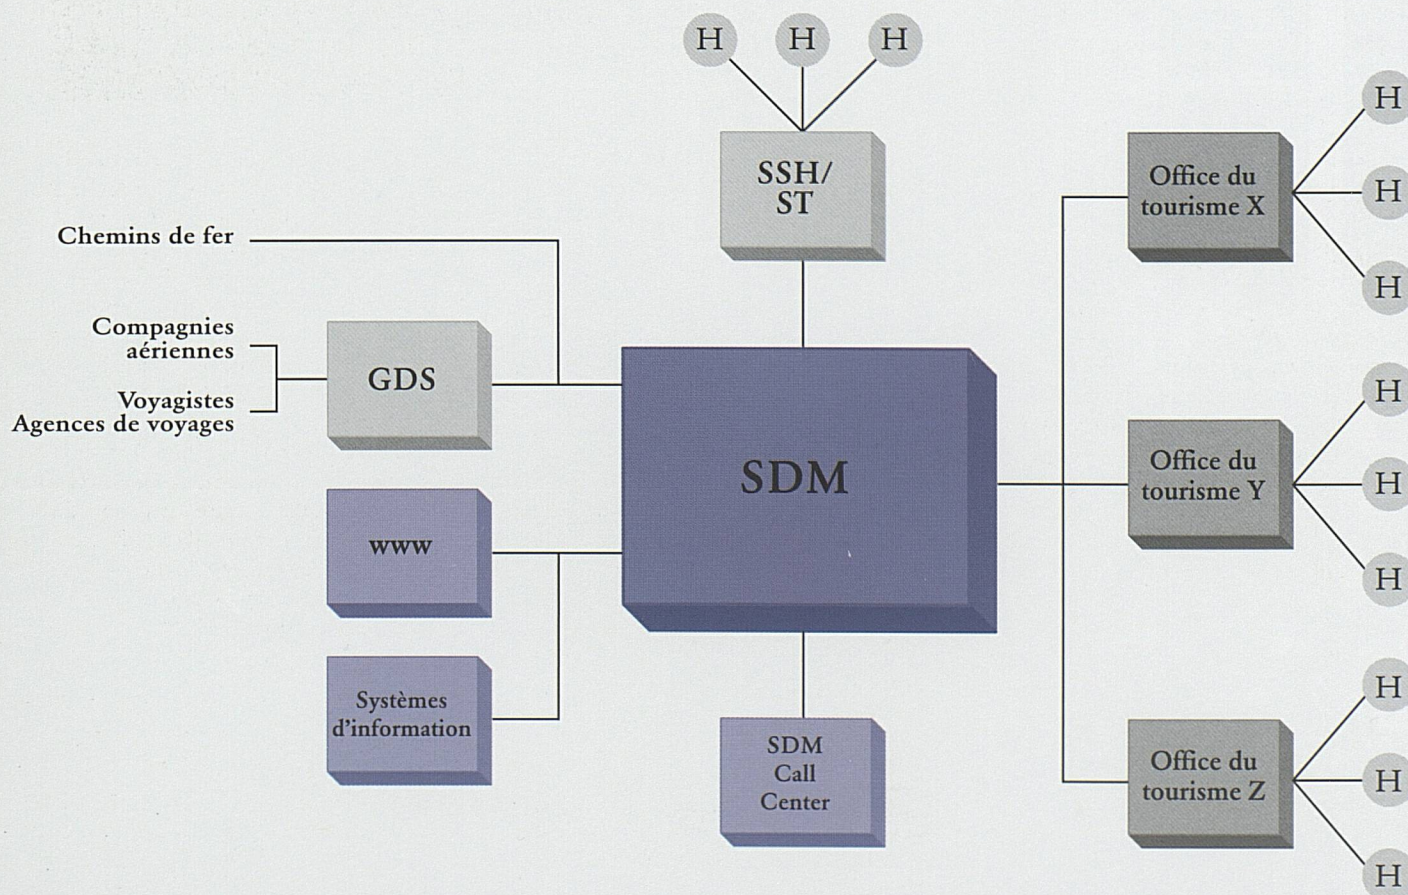 H H H
SSH/
ST
Chemins de fer
Compagnies
aériennes
Voyagistes
Agences de voyages
GDS
www
Systèmes
d'information
SDM
SDM
Call
Center
Office du
tourisme X
H
H
H
Office du
tourisme Y
H
H
H
Office du
tourisme Z
H
H
H